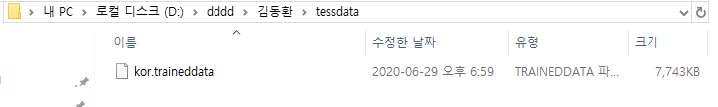 내 PC > 로컬 디스크 (D:) > dddd > 김동환 > tessdata
이름 수정한 날짜 유형 크기
kor.traineddata 2020-06-29 오후 6:59 TRAINEDDATA 파... 7,743KB